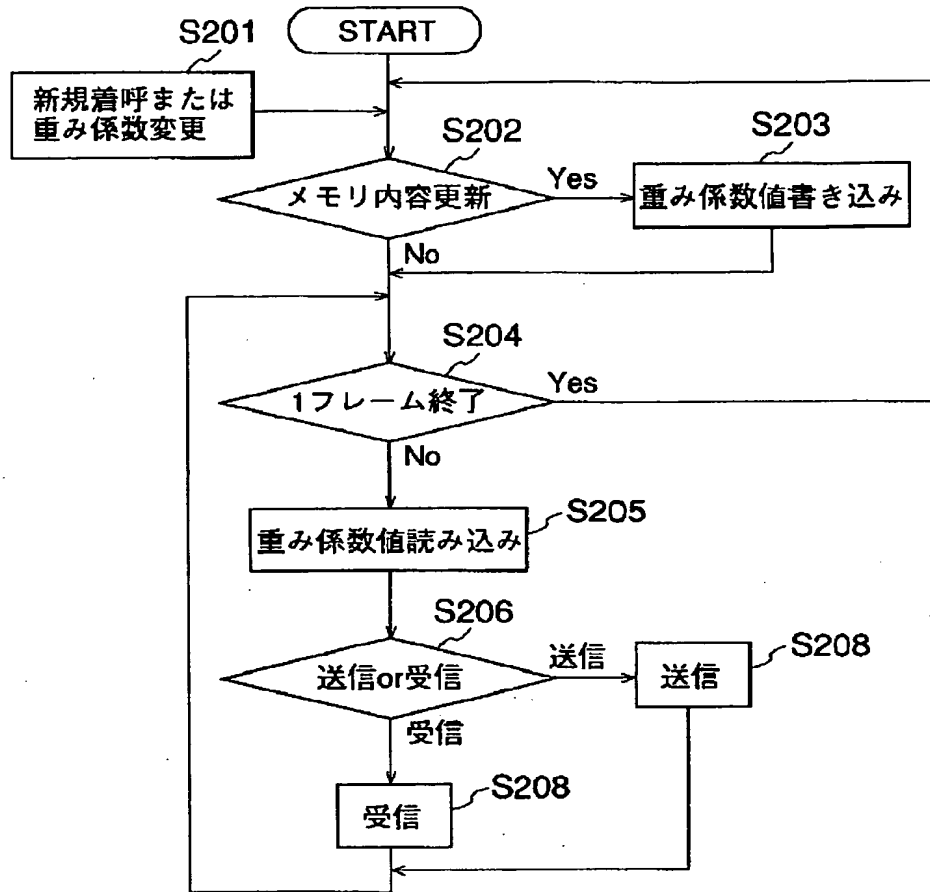 START
S201
新規着呼または
重み係数変更
S202
メモリ内容更新
Yes
S203
重み係数値書き込み
No
S204
1フレーム終了
Yes
No
S205
重み係数値読み込み
S206
送信or受信
送信
S208
送信
受信
S208
受信